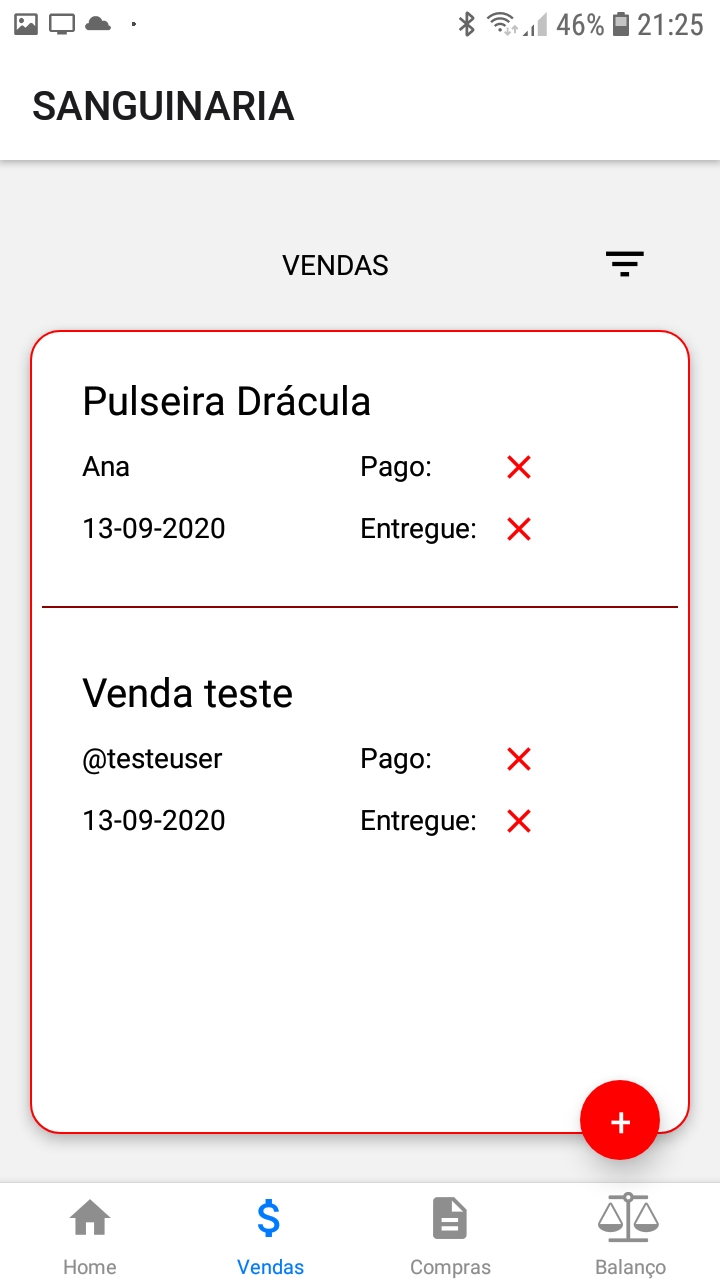 46% 21:25
SANGUINARIA
VENDAS
Pulseira Drácula
Ana Pago:
13-09-2020 Entregue:
Venda teste
@testeuser Pago:
13-09-2020 Entregue:
+
Home Vendas Compras Balanço